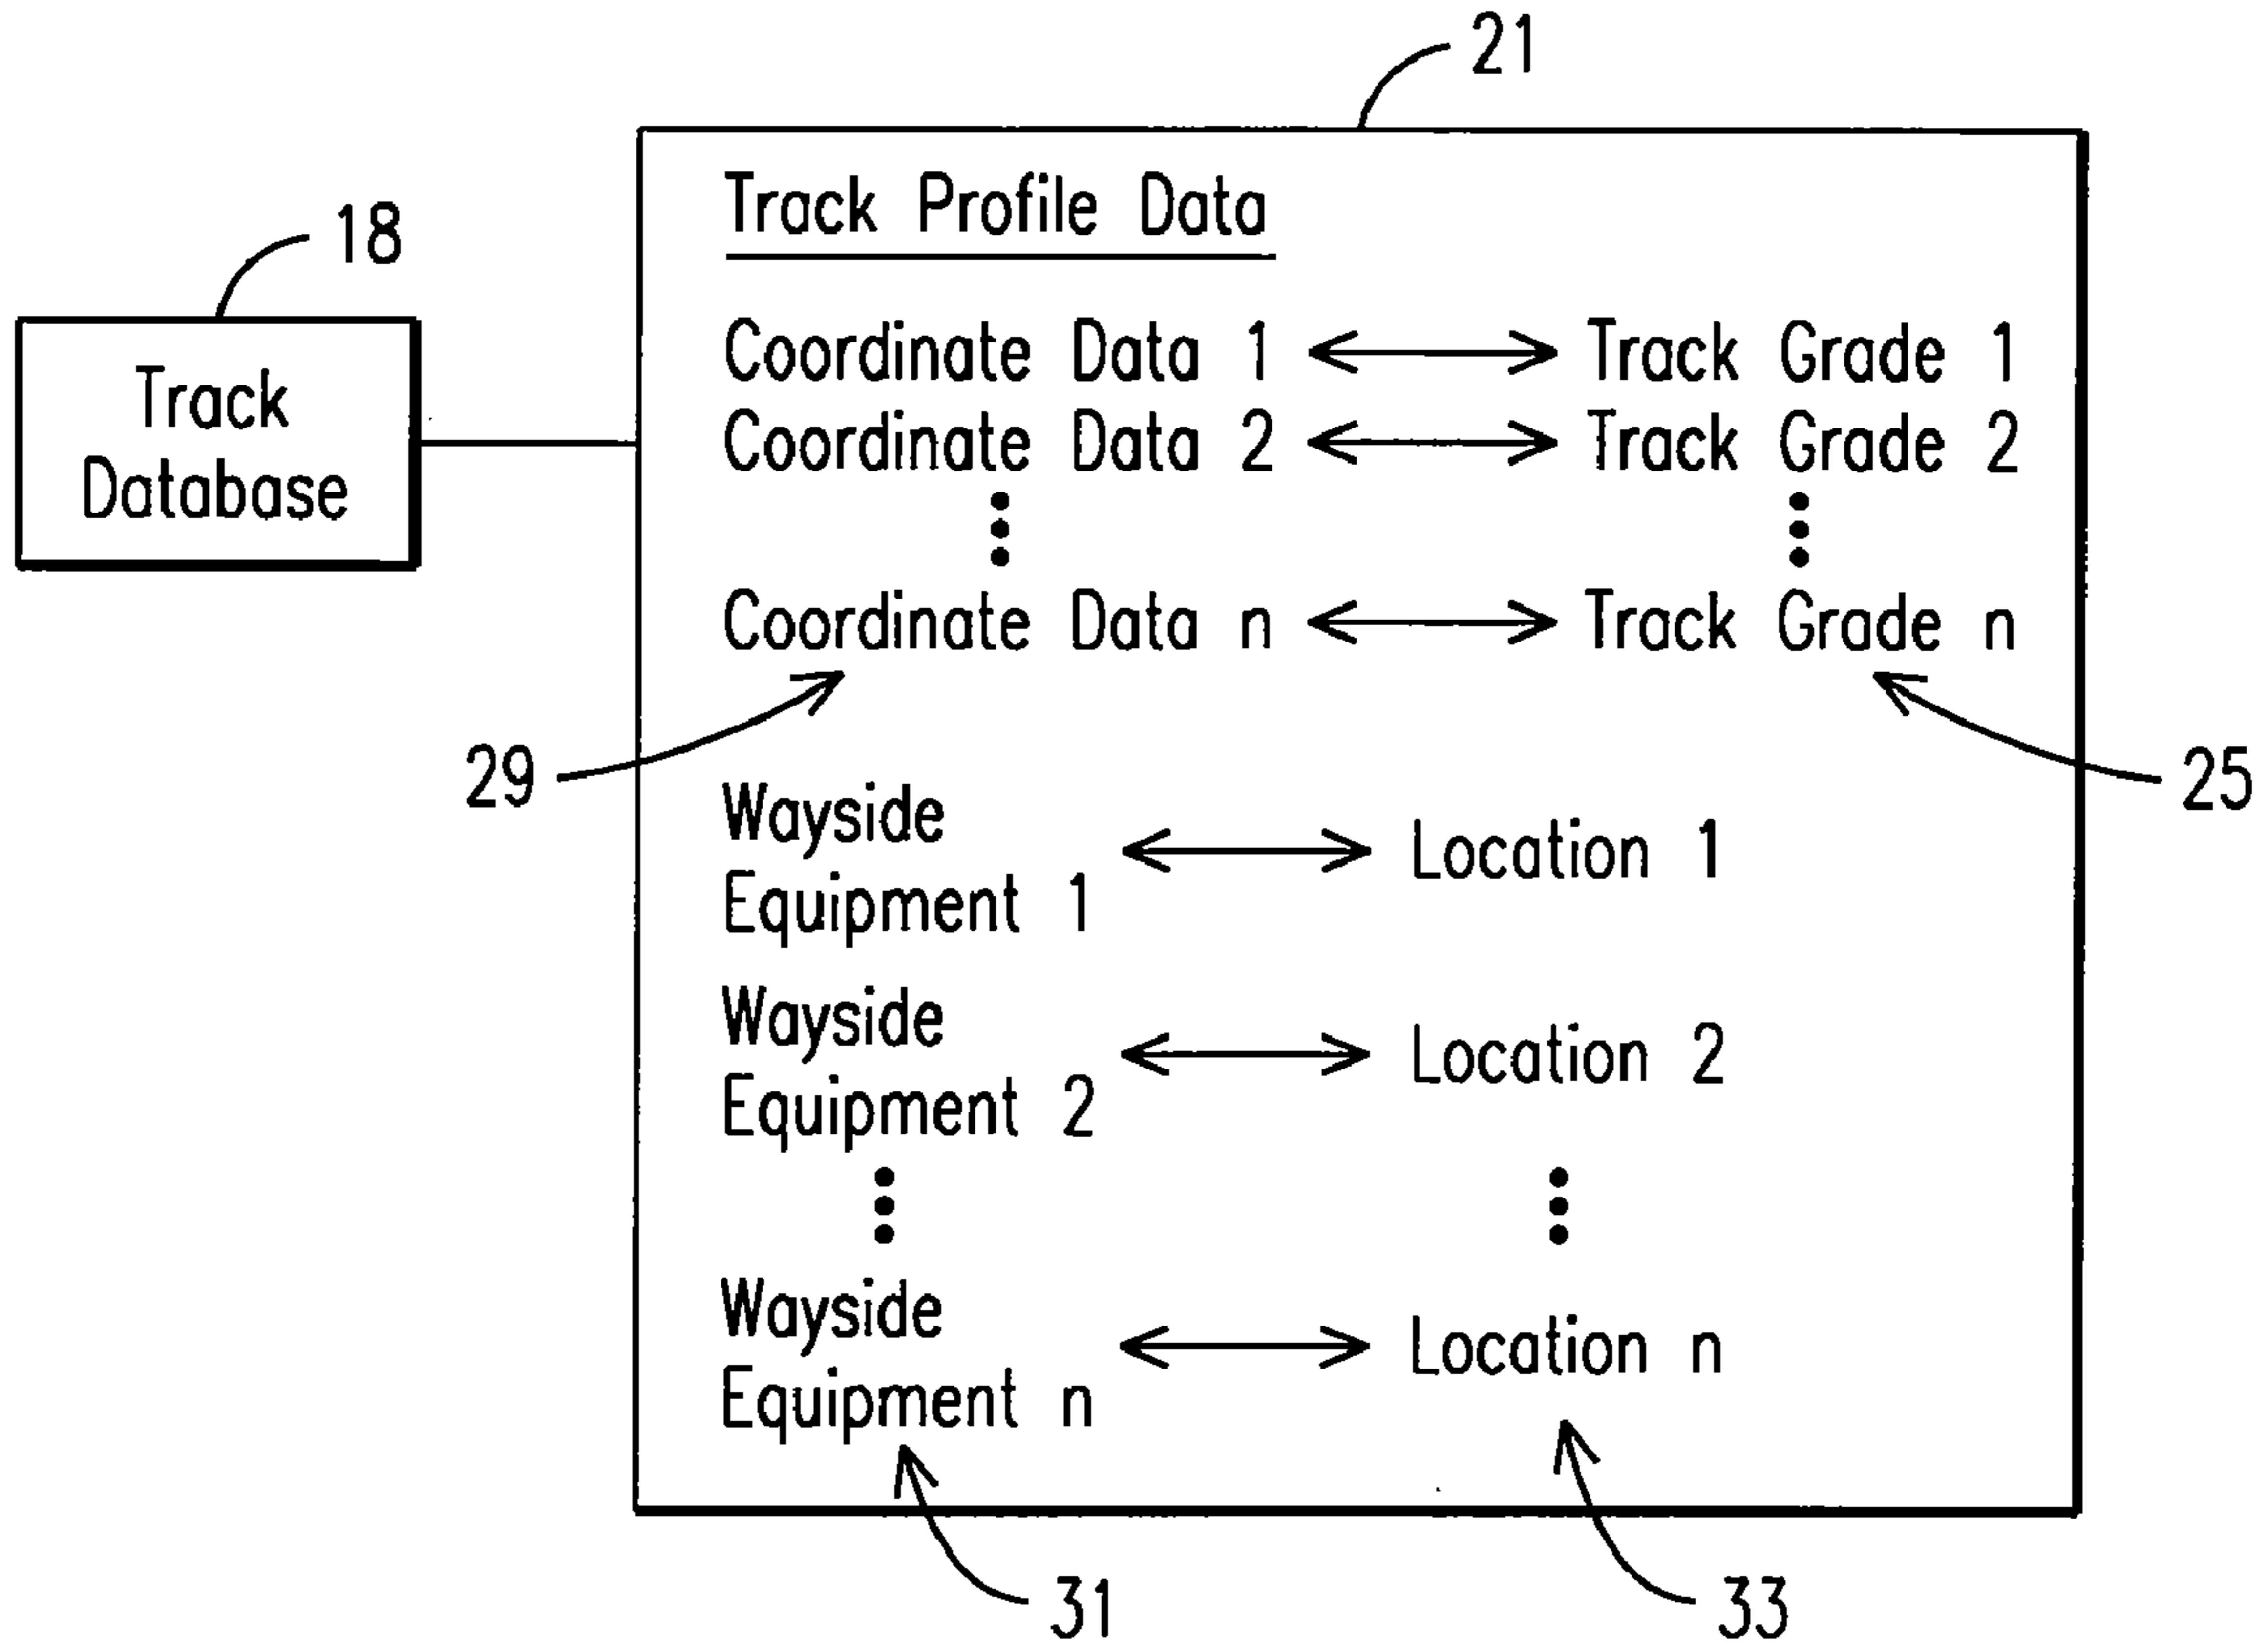 21
18
Track
Database
Track Profile Data
Coordinate Data 1 Track Grade 1
Coordinate Data 2 Track Grade 2
Coordinate Data n Track Grade n
29
25
Wayside
Equipment 1
Location 1
Wayside
Equipment 2
Location 2
Wayside
Equipment n
Location n
31
33